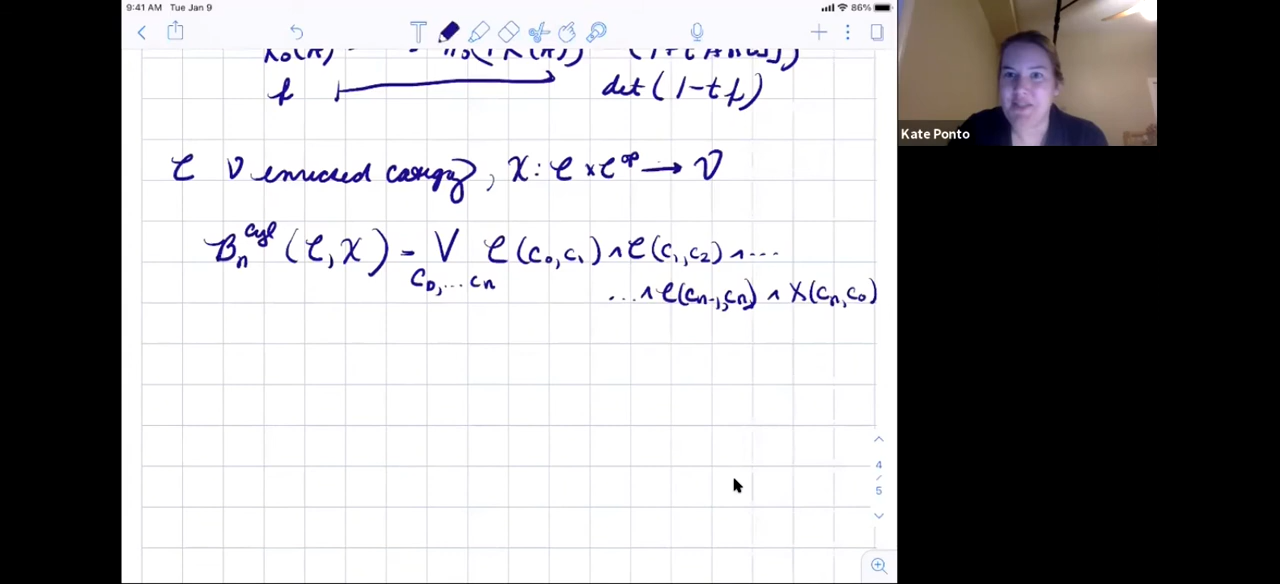 9:41 AM Tue Jan 9
86%
f ⟼ det(1-tf)
C V enriched category, X: C × C^op → V
B_n^cyc (C, X) = ⋁_{c_0, ... c_n} C(c_0, c_1) ∧ C(c_1, c_2) ∧ ...
... ∧ C(c_{n-1}, c_n) ∧ X(c_n, c_0)
4
/
5
Kate Ponto